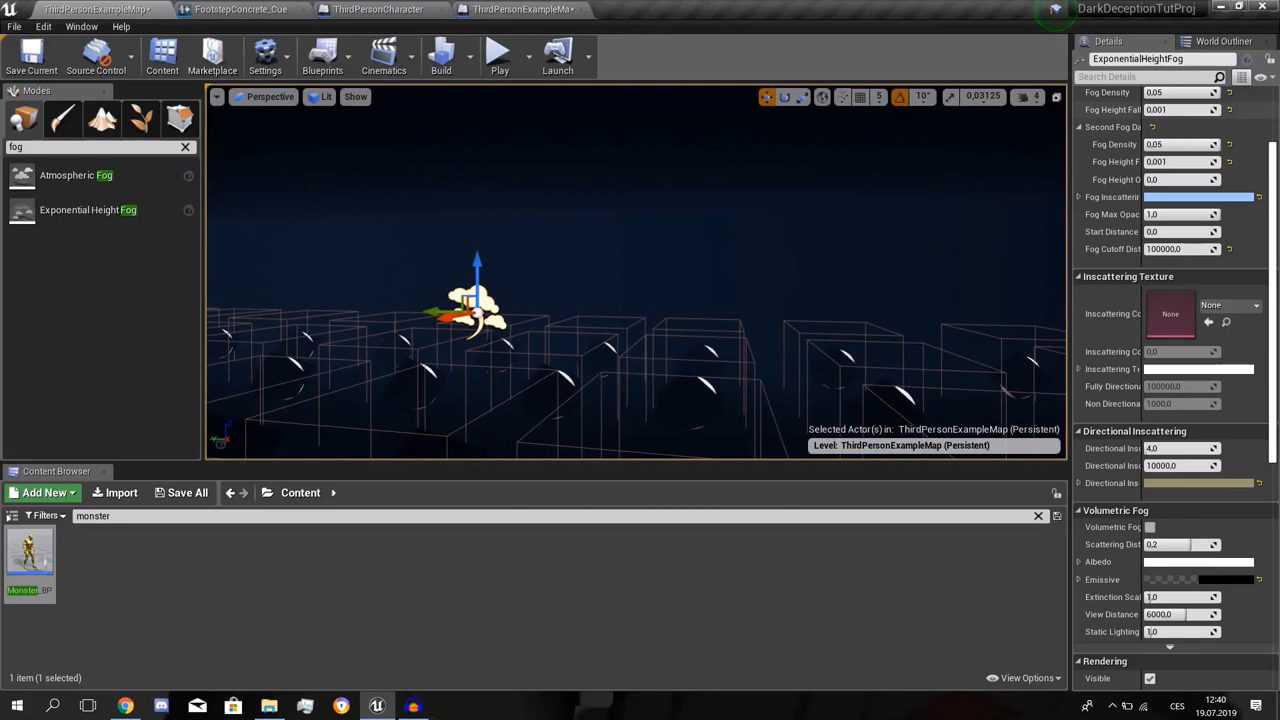 ThirdPersonExampleMap*
FootstepConcrete_Cue
ThirdPersonCharacter
ThirdPersonExampleMa*
DarkDeceptionTutProj
File Edit Window Help
Save Current
Source Control
Content
Marketplace
Settings
Blueprints
Cinematics
Build
Play
Launch
Modes
fog
Atmospheric Fog
Exponential Height Fog
Perspective
Lit
Show
5
10°
0,03125
4
Selected Actor(s) in: ThirdPersonExampleMap (Persistent)
Level: ThirdPersonExampleMap (Persistent)
Details
World Outliner
ExponentialHeightFog
Search Details
Fog Density 0,05
Fog Height Fall 0,001
Second Fog Da
Fog Density 0,05
Fog Height F 0,001
Fog Height O 0,0
Fog Inscatterin
Fog Max Opac 1,0
Start Distance 0,0
Fog Cutoff Dist 100000,0
Inscattering Texture
Inscattering Co
None
None
Inscattering Co 0,0
Inscattering Te
Fully Directiona 100000,0
Non Directiona 1000,0
Directional Inscattering
Directional Ins 4,0
Directional Ins 10000,0
Directional Ins
Volumetric Fog
Volumetric Fog
Scattering Dist 0,2
Albedo
Emissive
Extinction Scal 1,0
View Distance 6000,0
Static Lighting 1,0
Rendering
Visible
Content Browser
Add New
Import
Save All
Content
Filters
monster
Monster_BP
1 item (1 selected)
View Options
CES
12:40
19.07.2019